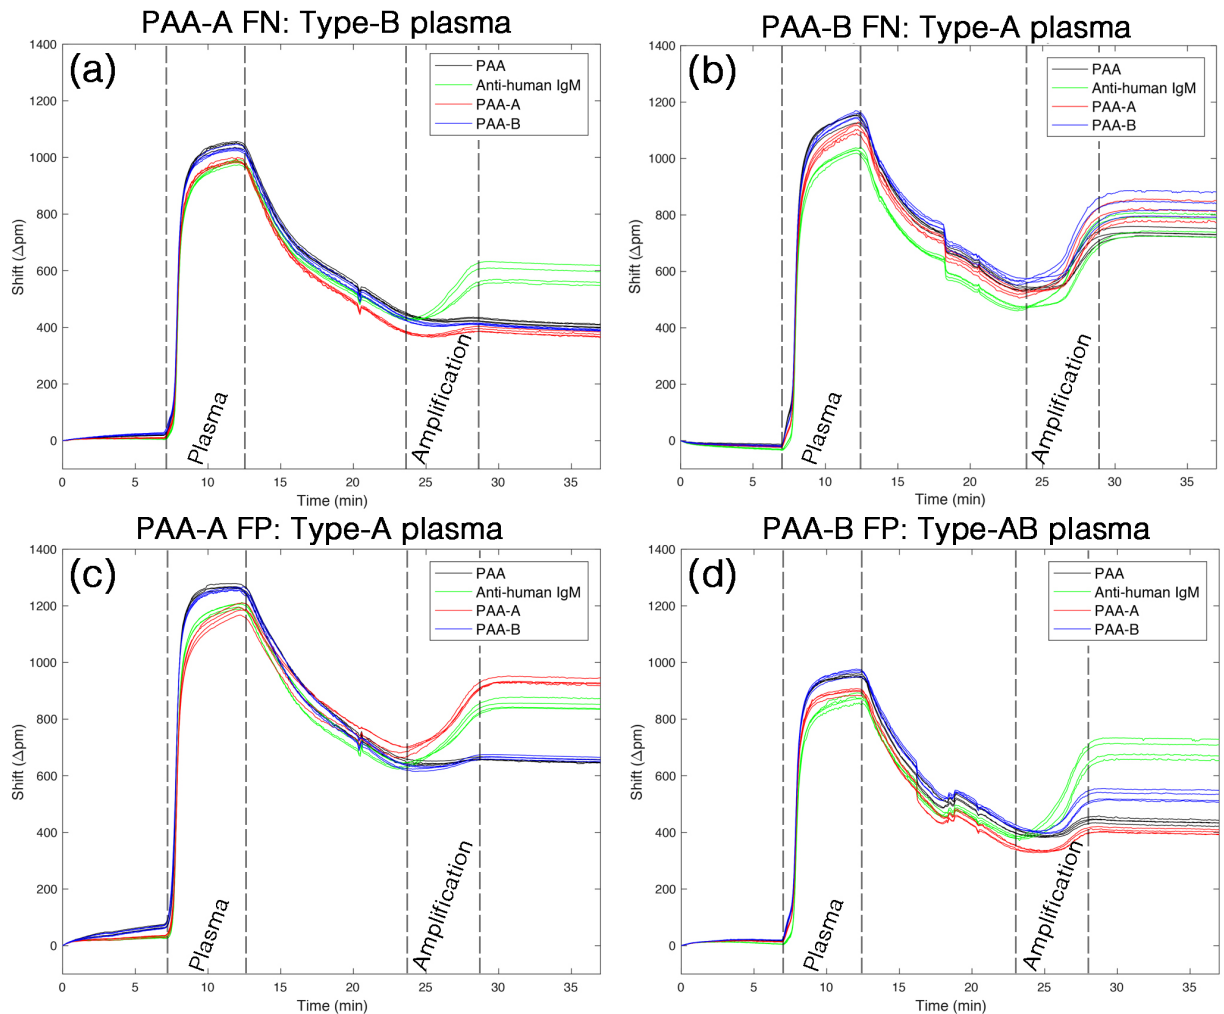 PAA-A FN: Type-B plasma
(a)
PAA
Anti-human IgM
PAA-A
PAA-B
1400
1200
1000
800
600
400
200
0
Shift (Δpm)
Plasma
Amplification
0 5 10 15 20 25 30 35
Time (min)
PAA-B FN: Type-A plasma
(b)
PAA
Anti-human IgM
PAA-A
PAA-B
1400
1200
1000
800
600
400
200
0
Shift (Δpm)
Plasma
Amplification
0 5 10 15 20 25 30 35
Time (min)
PAA-A FP: Type-A plasma
(c)
PAA
Anti-human IgM
PAA-A
PAA-B
1400
1200
1000
800
600
400
200
0
Shift (Δpm)
Plasma
Amplification
0 5 10 15 20 25 30 35
Time (min)
PAA-B FP: Type-AB plasma
(d)
PAA
Anti-human IgM
PAA-A
PAA-B
1400
1200
1000
800
600
400
200
0
Shift (Δpm)
Plasma
Amplification
0 5 10 15 20 25 30 35
Time (min)